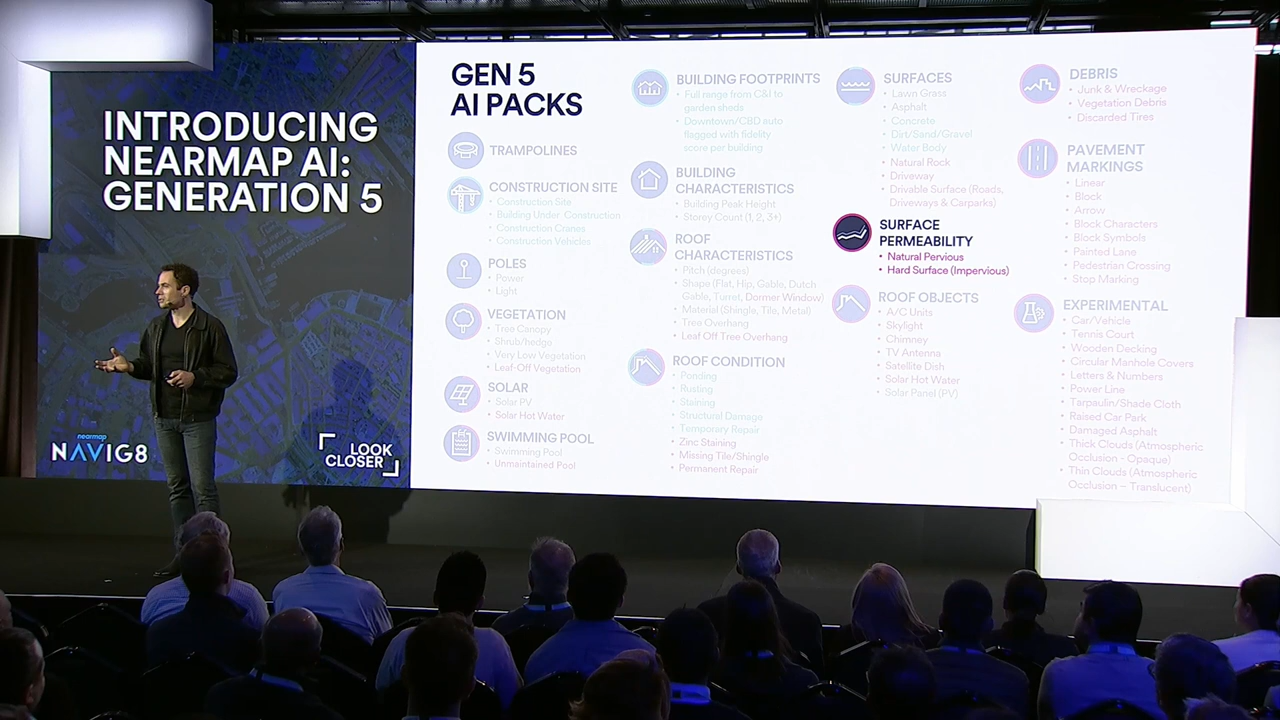 INTRODUCING
NEARMAP AI:
GENERATION 5
nearmap
NAVIG8
LOOK
CLOSER
GEN 5
AI PACKS
TRAMPOLINES
CONSTRUCTION SITE
• Construction Site
• Building Under Construction
• Construction Cranes
• Construction Vehicles
POLES
• Power
• Light
VEGETATION
• Tree Canopy
• Shrub/hedge
• Very Low Vegetation
• Leaf-Off Vegetation
SOLAR
• Solar PV
• Solar Hot Water
SWIMMING POOL
• Swimming Pool
• Unmaintained Pool
BUILDING FOOTPRINTS
• Full range from C&I to
garden sheds
• Downtown/CBD auto
flagged with fidelity
score per building
BUILDING
CHARACTERISTICS
• Building Peak Height
• Storey Count (1, 2, 3+)
ROOF
CHARACTERISTICS
• Pitch (degrees)
• Shape (Flat, Hip, Gable, Dutch
Gable, Turret, Dormer Window)
• Material (Shingle, Tile, Metal)
• Tree Overhang
• Leaf Off Tree Overhang
ROOF CONDITION
• Ponding
• Rusting
• Staining
• Structural Damage
• Temporary Repair
• Zinc Staining
• Missing Tile/Shingle
• Permanent Repair
SURFACES
• Lawn Grass
• Asphalt
• Concrete
• Dirt/Sand/Gravel
• Water Body
• Natural Rock
• Driveway
• Drivable Surface (Roads,
Driveways & Carparks)
SURFACE
PERMEABILITY
• Natural Pervious
• Hard Surface (Impervious)
ROOF OBJECTS
• A/C Units
• Skylight
• Chimney
• TV Antenna
• Satellite Dish
• Solar Hot Water
• Solar Panel (PV)
DEBRIS
• Junk & Wreckage
• Vegetation Debris
• Discarded Tires
PAVEMENT
MARKINGS
• Linear
• Block
• Arrow
• Block Characters
• Block Symbols
• Painted Lane
• Pedestrian Crossing
• Stop Marking
EXPERIMENTAL
• Car/Vehicle
• Tennis Court
• Wooden Decking
• Circular Manhole Covers
• Letters & Numbers
• Power Line
• Tarpaulin/Shade Cloth
• Raised Car Park
• Damaged Asphalt
• Thick Clouds (Atmospheric
Occlusion - Opaque)
• Thin Clouds (Atmospheric
Occlusion – Translucent)